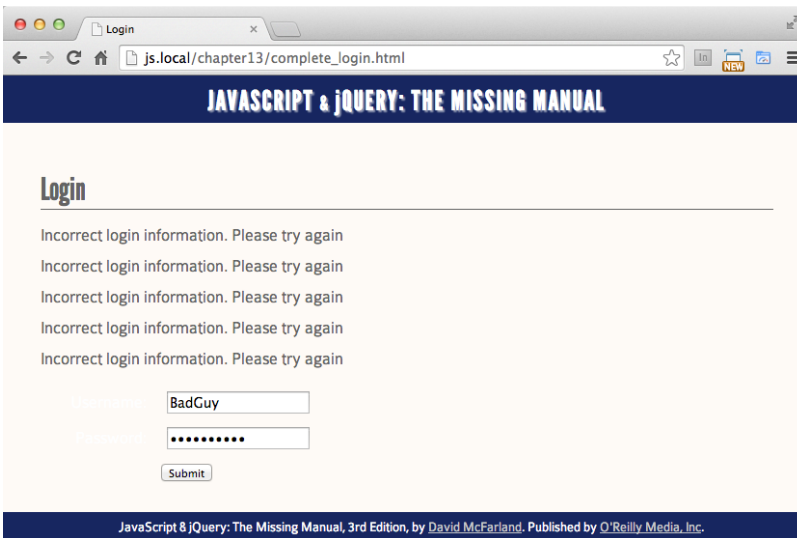 Login
js.local/chapter13/complete_login.html
In
NEW
JAVASCRIPT & jQUERY: THE MISSING MANUAL
Login
Incorrect login information. Please try again
Incorrect login information. Please try again
Incorrect login information. Please try again
Incorrect login information. Please try again
Incorrect login information. Please try again
BadGuy
••••••••••
Submit
JavaScript & jQuery: The Missing Manual, 3rd Edition, by David McFarland. Published by O'Reilly Media, Inc.